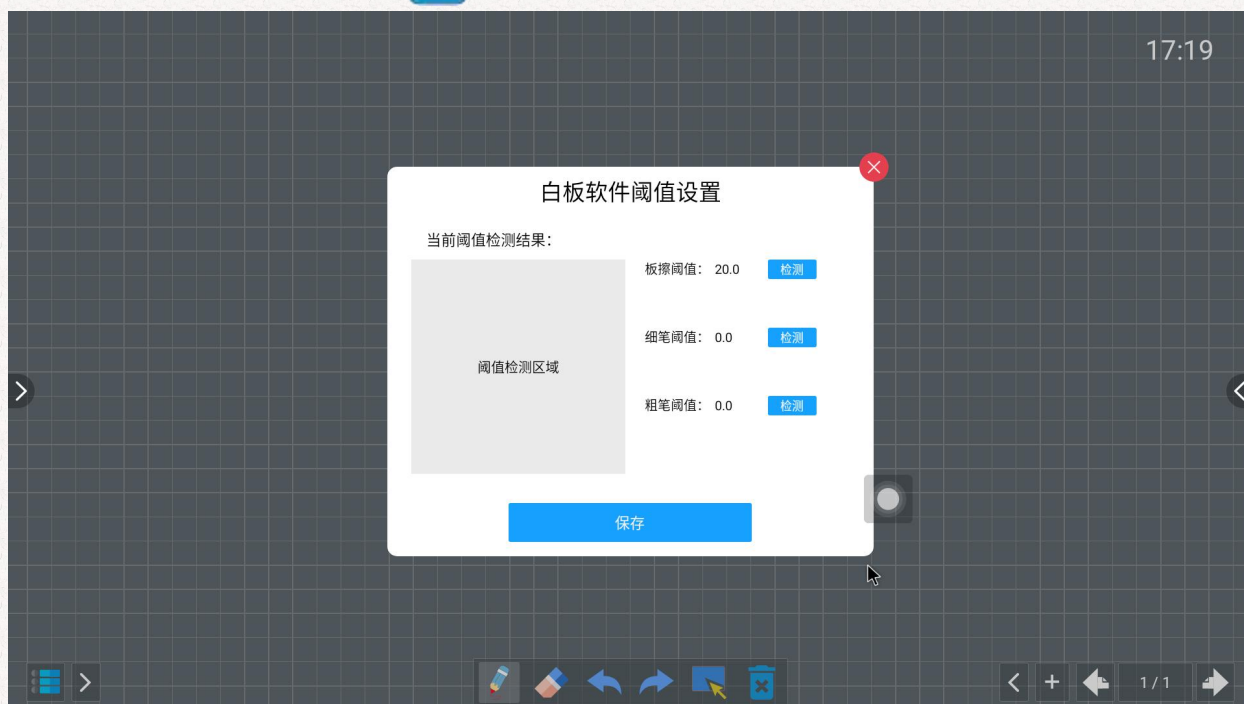 17:19
白板软件阈值设置
当前阈值检测结果：
板擦阈值： 20.0 检测
细笔阈值： 0.0 检测
阈值检测区域
粗笔阈值： 0.0 检测
保存
1/1